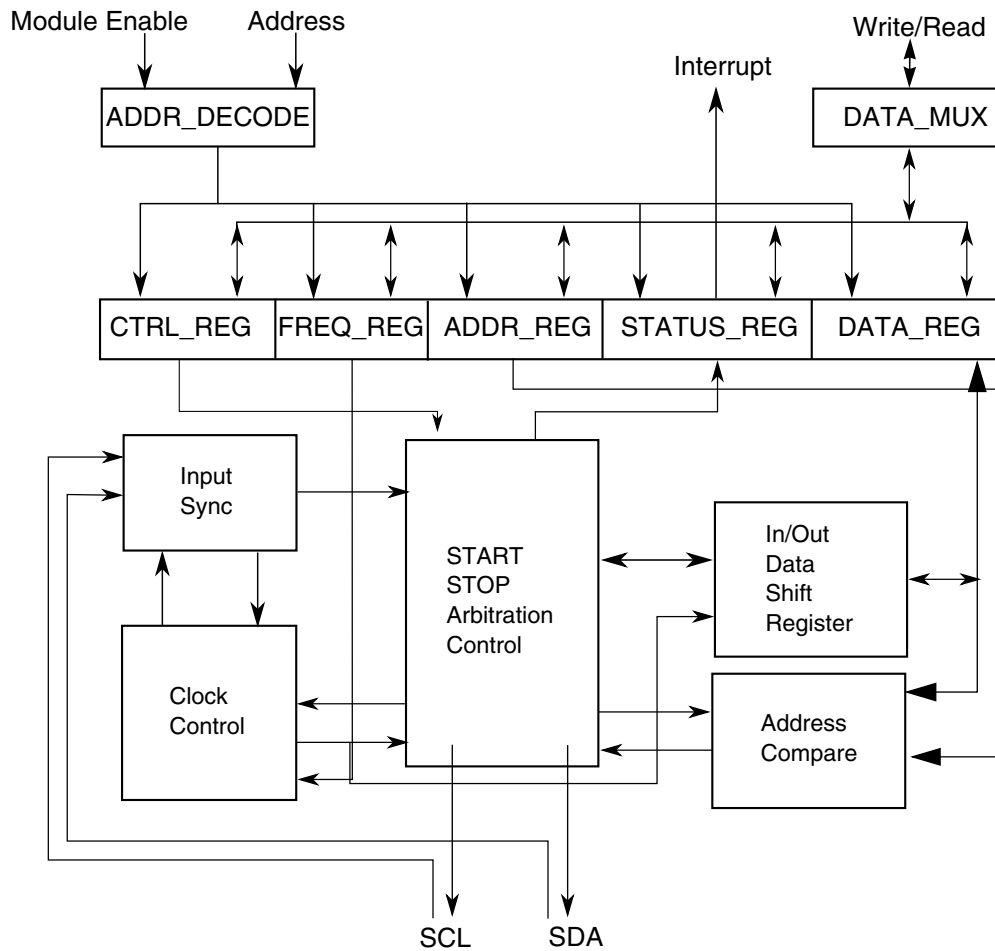 Module Enable
Address
Write/Read
Interrupt
ADDR_DECODE
DATA_MUX
CTRL_REG
FREQ_REG
ADDR_REG
STATUS_REG
DATA_REG
Input
Sync
START
STOP
Arbitration
Control
In/Out
Data
Shift
Register
Clock
Control
Address
Compare
SCL
SDA